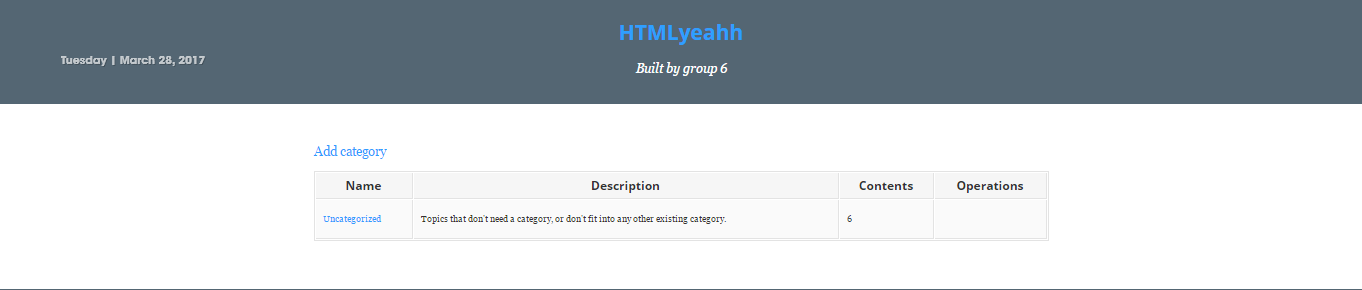 HTMLyeahh
Tuesday | March 28, 2017
Built by group 6
Add category
Name Description Contents Operations
Uncategorized Topics that don't need a category, or don't fit into any other existing category. 6